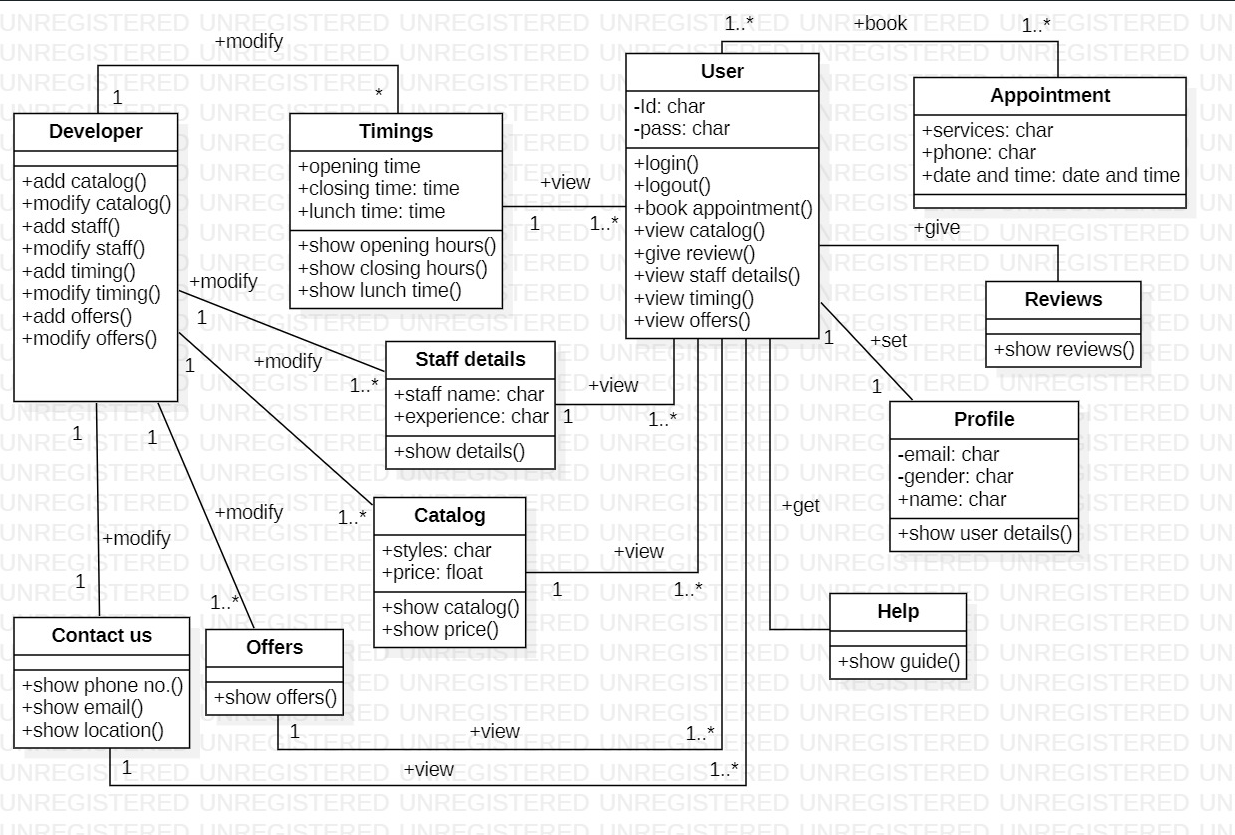 1..*
+book
1..*
+modify
1
*
User
-Id: char
-pass: char
+login()
+logout()
+book appointment()
+view catalog()
+give review()
+view staff details()
+view timing()
+view offers()
Appointment
+services: char
+phone: char
+date and time: date and time
Developer
+add catalog()
+modify catalog()
+add staff()
+modify staff()
+add timing()
+modify timing()
+add offers()
+modify offers()
Timings
+opening time
+closing time: time
+lunch time: time
+show opening hours()
+show closing hours()
+show lunch time()
+view
1
1..*
+give
Reviews
+show reviews()
+modify
1
1..*
+modify
1
1..*
Staff details
+staff name: char
+experience: char
+show details()
+view
1
1..*
1
+set
1
Profile
-email: char
-gender: char
+name: char
+show user details()
1
+modify
1
1
+modify
1..*
Catalog
+styles: char
+price: float
+show catalog()
+show price()
+view
1
1..*
+get
Help
+show guide()
Contact us
+show phone no.()
+show email()
+show location()
Offers
+show offers()
1
+view
1..*
1
+view
1..*
UNREGISTERED